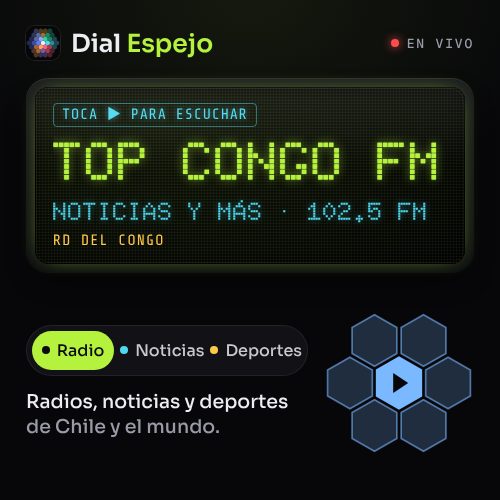 Dial Espejo
EN VIVO
TOCA ▶ PARA ESCUCHAR
TOP CONGO FM
NOTICIAS Y MÁS · 102.5 FM
RD DEL CONGO
Radio Noticias Deportes
Radios, noticias y deportes
de Chile y el mundo.